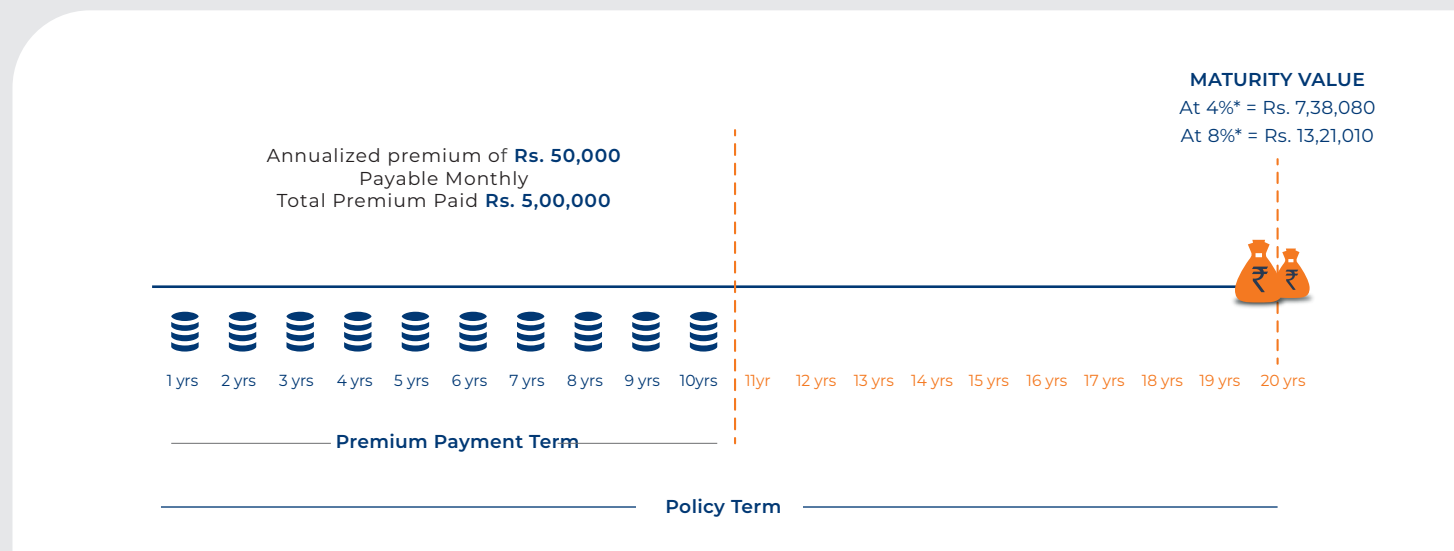 MATURITY VALUE
At 4%* = Rs. 7,38,080
At 8%* = Rs. 13,21,010
Annualized premium of Rs. 50,000
Payable Monthly
Total Premium Paid Rs. 5,00,000
₹ ₹
1 yrs 2 yrs 3 yrs 4 yrs 5 yrs 6 yrs 7 yrs 8 yrs 9 yrs 10yrs 11yr 12 yrs 13 yrs 14 yrs 15 yrs 16 yrs 17 yrs 18 yrs 19 yrs 20 yrs
Premium Payment Term
Policy Term